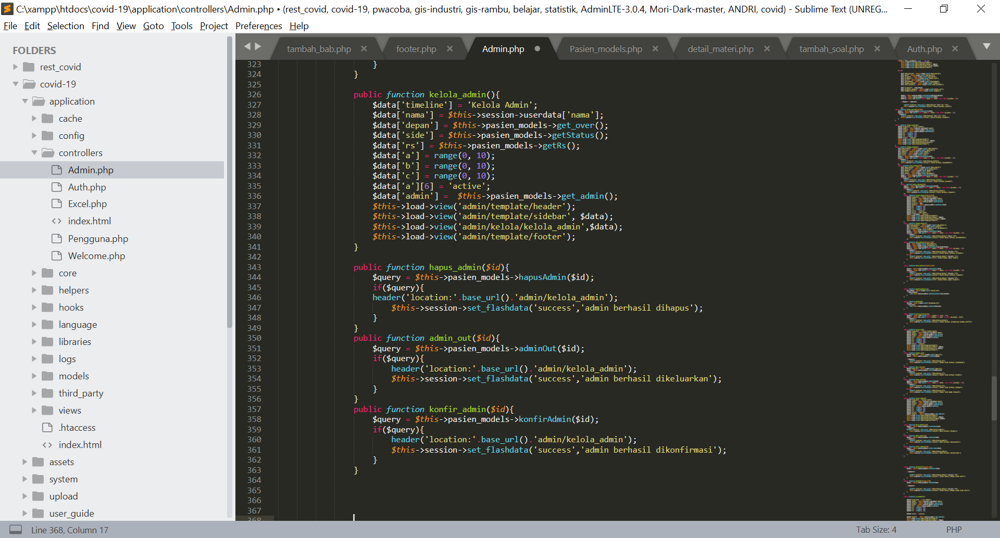 C:\xampp\htdocs\covid-19\application\controllers\Admin.php • (rest_covid, covid-19, pwacoba, gis-industri, gis-rambu, belajar, statistik, AdminLTE-3.0.4, Mori-Dark-master, ANDRI, covid) - Sublime Text (UNREG...
File Edit Selection Find View Goto Tools Project Preferences Help
FOLDERS
rest_covid
covid-19
application
cache
config
controllers
Admin.php
Auth.php
Excel.php
index.html
Pengguna.php
Welcome.php
core
helpers
hooks
language
libraries
logs
models
third_party
views
.htaccess
index.html
assets
system
upload
user_guide
tambah_bab.php footer.php Admin.php Pasien_models.php detail_materi.php tambah_soal.php Auth.php
323 }
324 }
325
326 public function kelola_admin(){
327 $data['timeline'] = 'Kelola Admin';
328 $data['nama'] = $this->session->userdata['nama'];
329 $data['depan'] = $this->pasien_models->get_over();
330 $data['side'] = $this->pasien_models->getStatus();
331 $data['rs'] = $this->pasien_models->getRs();
332 $data['a'] = range(0, 10);
333 $data['b'] = range(0, 10);
334 $data['c'] = range(0, 10);
335 $data['a'][6] = 'active';
336 $data['admin'] =  $this->pasien_models->get_admin();
337 $this->load->view('admin/template/header');
338 $this->load->view('admin/template/sidebar', $data);
339 $this->load->view('admin/kelola/kelola_admin',$data);
340 $this->load->view('admin/template/footer');
341 }
342
343 public function hapus_admin($id){
344 $query = $this->pasien_models->hapusAdmin($id);
345 if($query){
346 header('location:'.base_url().'admin/kelola_admin');
347 $this->session->set_flashdata('success','admin berhasil dihapus');
348 }
349 }
350 public function admin_out($id){
351 $query = $this->pasien_models->adminOut($id);
352 if($query){
353 header('location:'.base_url().'admin/kelola_admin');
354 $this->session->set_flashdata('success','admin berhasil dikeluarkan');
355 }
356 }
357 public function konfir_admin($id){
358 $query = $this->pasien_models->konfirAdmin($id);
359 if($query){
360 header('location:'.base_url().'admin/kelola_admin');
361 $this->session->set_flashdata('success','admin berhasil dikonfirmasi');
362 }
363 }
364
365
366
367
368
Line 368, Column 17 Tab Size: 4 PHP